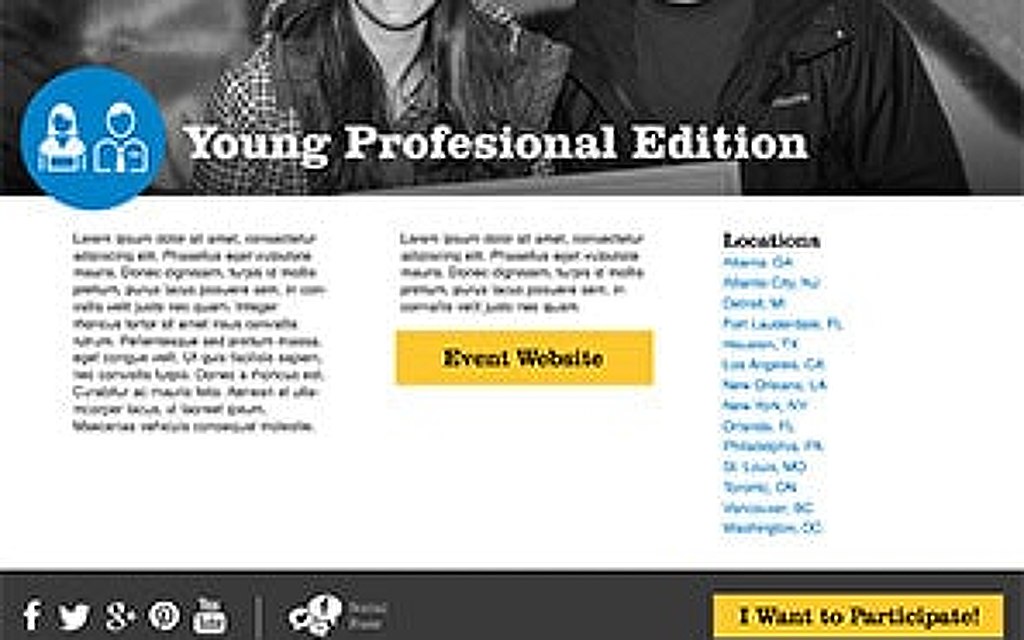 Young Profesional Edition
Lorem ipsum dolor sit amet, consectetur
adipiscing elit. Phasellus eget vulputate
mauris. Donec dignissim, turpis id mollis
pretium, purus lacus posuere sem, in con-
vallis velit justo nec quam. Integer
rhoncus tortor sit amet risus convallis
rutrum. Pellentesque sed pretium massa,
eget congue velit. Ut quis facilisis sapien,
nec convallis turpis. Donec a rhoncus est.
Curabitur ac mauris felis. Aenean et ulla-
mcorper lacus, ut laoreet ipsum.
Maecenas vehicula consequat molestie.
Lorem ipsum dolor sit amet, consectetur
adipiscing elit. Phasellus eget vulputate
mauris. Donec dignissim, turpis id mollis
pretium, purus lacus posuere sem, in
convallis velit justo nec quam.
Event Website
Locations
Atlanta, GA
Atlantic City, NJ
Detroit, MI
Fort Lauderdale, FL
Houston, TX
Los Angeles, CA
New Orleans, LA
New York, NY
Orlando, FL
Philadelphia, PA
St. Louis, MO
Toronto, ON
Vancouver, BC
Washington, DC
You
Tube
Social
I Want to Participate!